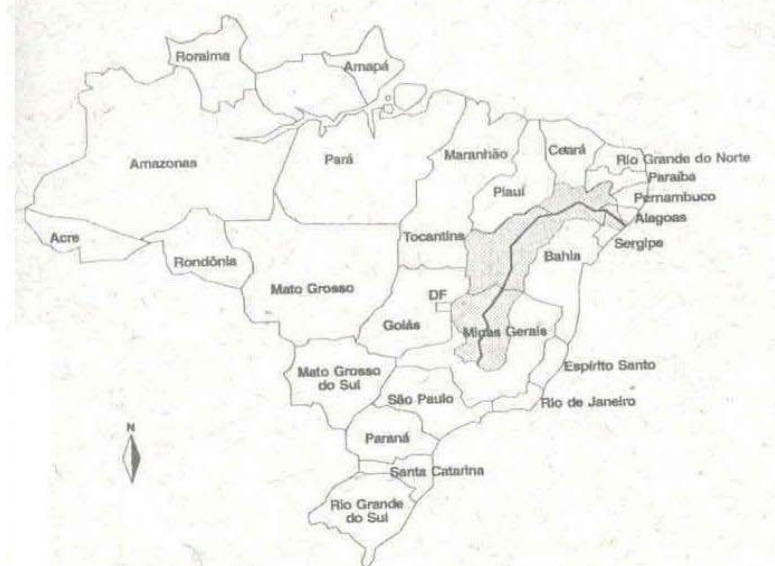 Roraima
Amapá
Amazonas
Pará
Maranhão
Ceará
Rio Grande do Norte
Paraíba
Piauí
Pernambuco
Alagoas
Acre
Rondônia
Tocantins
Sergipe
Bahia
Mato Grosso
DF
Goiás
Minas Gerais
Mato Grosso
do Sul
Espírito Santo
São Paulo
Rio de Janeiro
N
Paraná
Santa Catarina
Rio Grande
do Sul